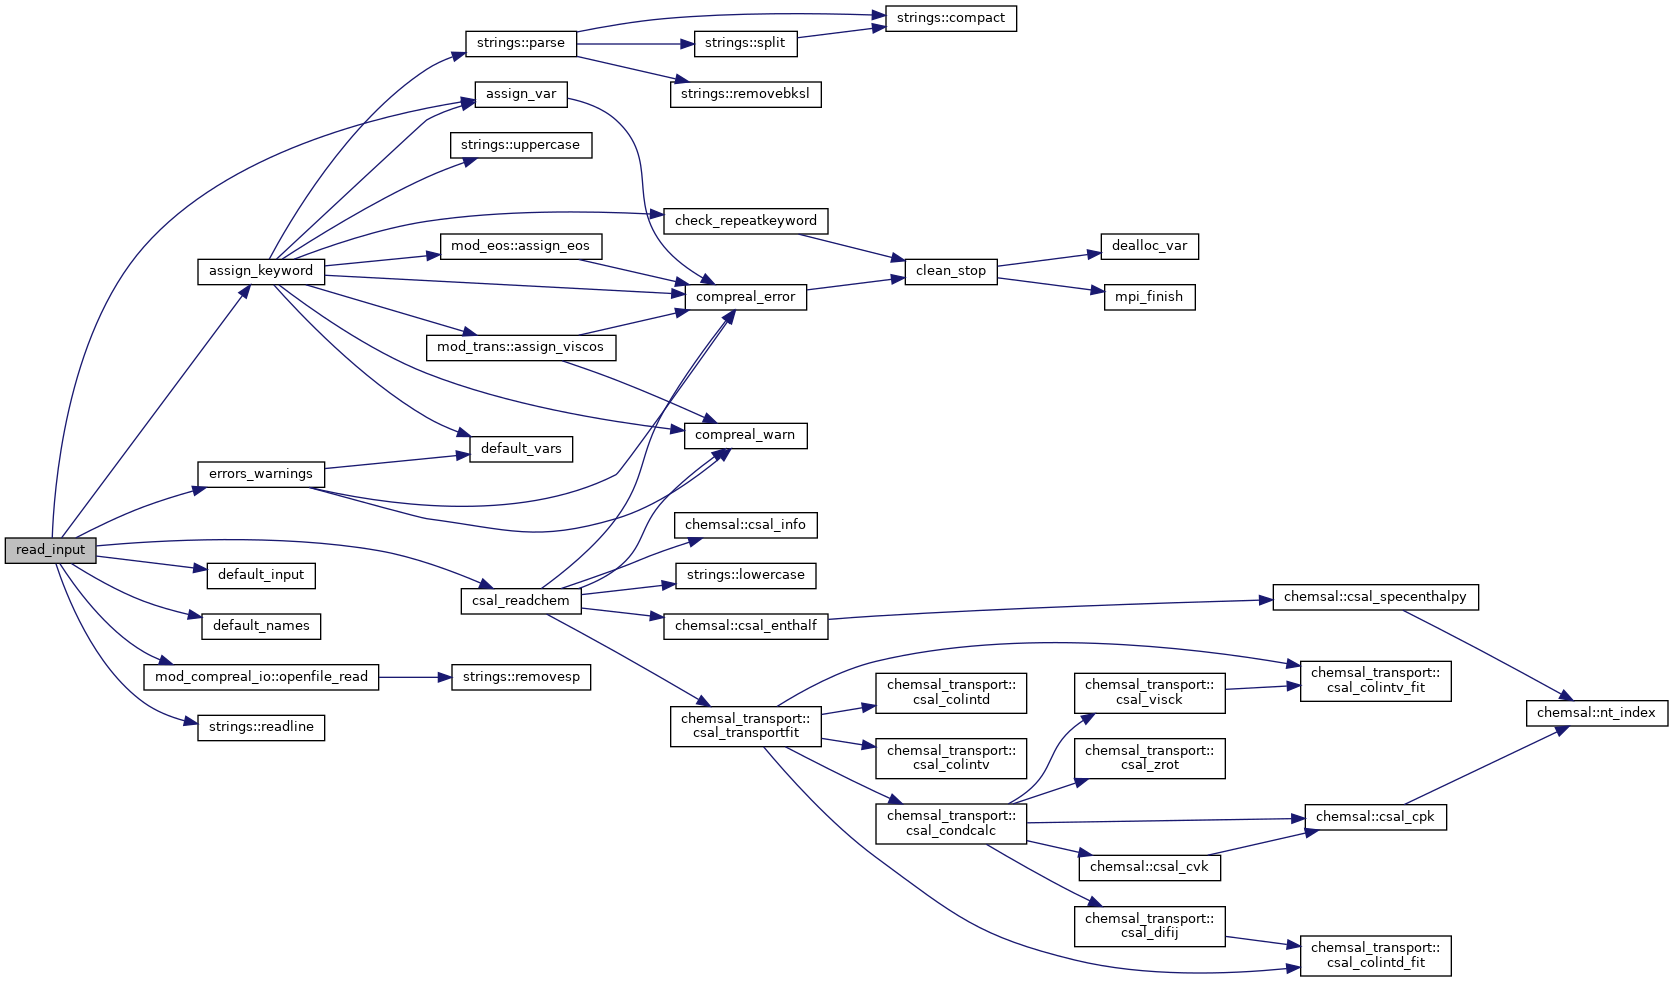 strings::compact
strings::parse
strings::split
strings::removebksl
assign_var
strings::uppercase
check_repeatkeyword
mod_eos::assign_eos
dealloc_var
assign_keyword
clean_stop
compreal_error
mpi_finish
mod_trans::assign_viscos
compreal_warn
default_vars
errors_warnings
chemsal::csal_info
read_input
default_input
strings::lowercase
csal_readchem
chemsal::csal_specenthalpy
default_names
chemsal::csal_enthalf
mod_compreal_io::openfile_read
strings::removesp
chemsal_transport::
csal_colintd
chemsal_transport::
csal_visck
chemsal_transport::
csal_colintv_fit
strings::readline
chemsal_transport::
csal_transportfit
chemsal::nt_index
chemsal_transport::
csal_colintv
chemsal_transport::
csal_zrot
chemsal_transport::
csal_condcalc
chemsal::csal_cpk
chemsal::csal_cvk
chemsal_transport::
csal_difij
chemsal_transport::
csal_colintd_fit